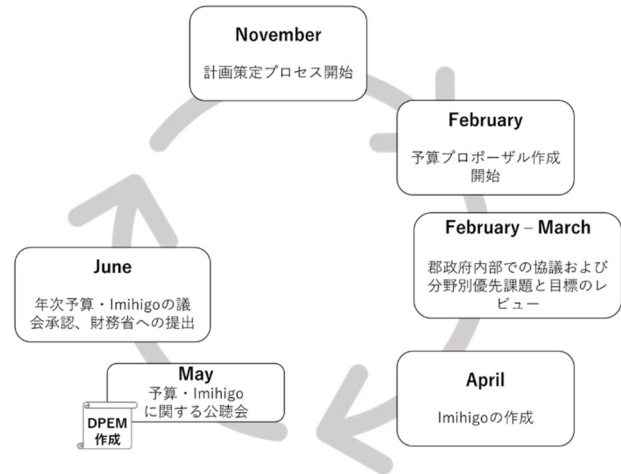 November
計画策定プロセス開始
February
予算プロポーザル作成
開始
February – March
郡政府内部での協議および
分野別優先課題と目標のレ
ビュー
April
Imihigoの作成
May
予算・Imihigo
に関する公聴会
DPEM
作成
June
年次予算・Imihigoの議
会承認、財務省への提出